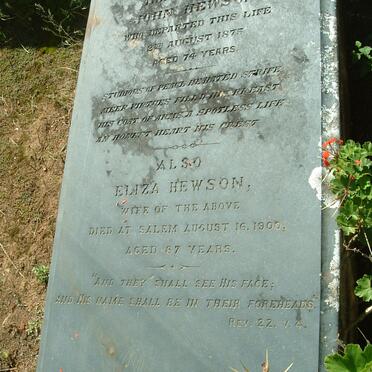 JOHN HEWSON
WHO DEPARTED THIS LIFE
AUGUST 187
AGED 74 YEARS.
STUDIOUS OF PEACE, HE HATED STRIFE
MEEK VIRTUES FILLED HIS BREAST
HIS COAT OF ARMS A SPOTLESS LIFE
AN HONEST HEART HIS CREST
ALSO
ELIZA HEWSON,
WIFE OF THE ABOVE
DIED AT SALEM AUGUST 16, 1900,
AGED 87 YEARS.
"AND THEY SHALL SEE HIS FACE;
AND HIS NAME SHALL BE IN THEIR FOREHEADS"
REV. 22. V. 4.